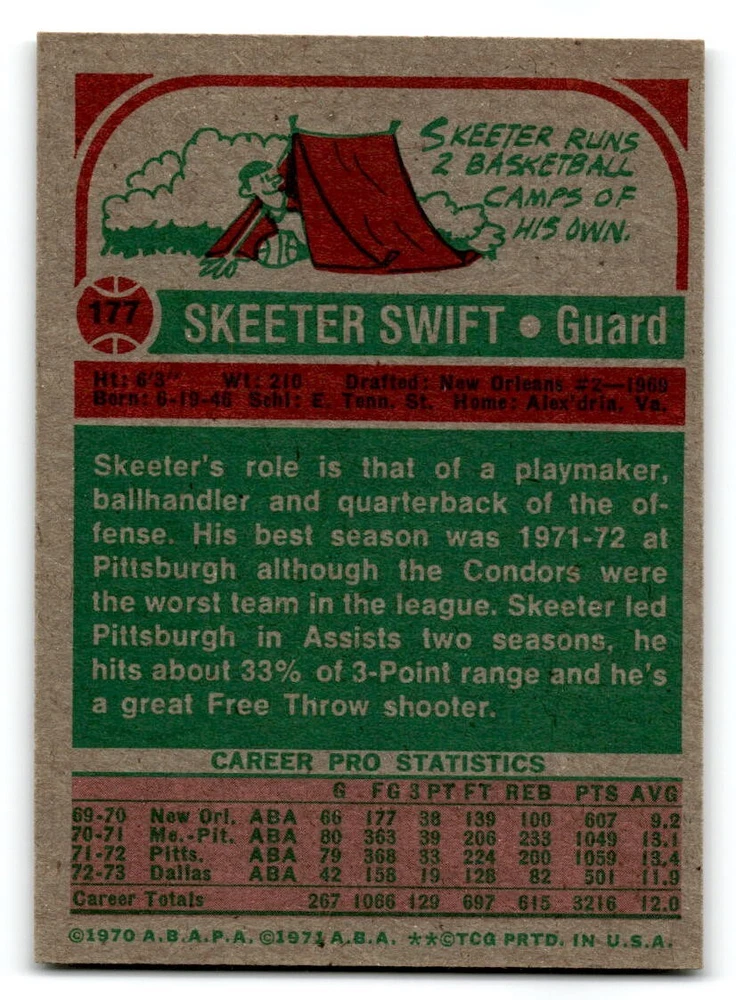 SKEETER RUNS
2 BASKETBALL
CAMPS OF
HIS OWN.
177
SKEETER SWIFT • Guard
Ht: 6'3" Wt: 210 Drafted: New Orleans #2—1969
Born: 6-19-46 Schl: E. Tenn. St. Home: Alex'dria, Va.
Skeeter's role is that of a playmaker,
ballhandler and quarterback of the of-
fense. His best season was 1971-72 at
Pittsburgh although the Condors were
the worst team in the league. Skeeter led
Pittsburgh in Assists two seasons, he
hits about 33% of 3-Point range and he's
a great Free Throw shooter.
CAREER PRO STATISTICS
G FG 3 PT FT REB PTS AVG
69-70 New Orl. ABA 66 177 38 139 100 607 9.2
70-71 Me.-Pit. ABA 80 363 39 206 233 1049 13.1
71-72 Pitts. ABA 79 368 33 224 200 1059 13.4
72-73 Dallas ABA 42 158 19 128 82 501 11.9
Career Totals 267 1066 129 697 615 3216 12.0
©1970 A.B.A.P.A. ©1971 A.B.A. **©TCG PRTD. IN U.S.A.